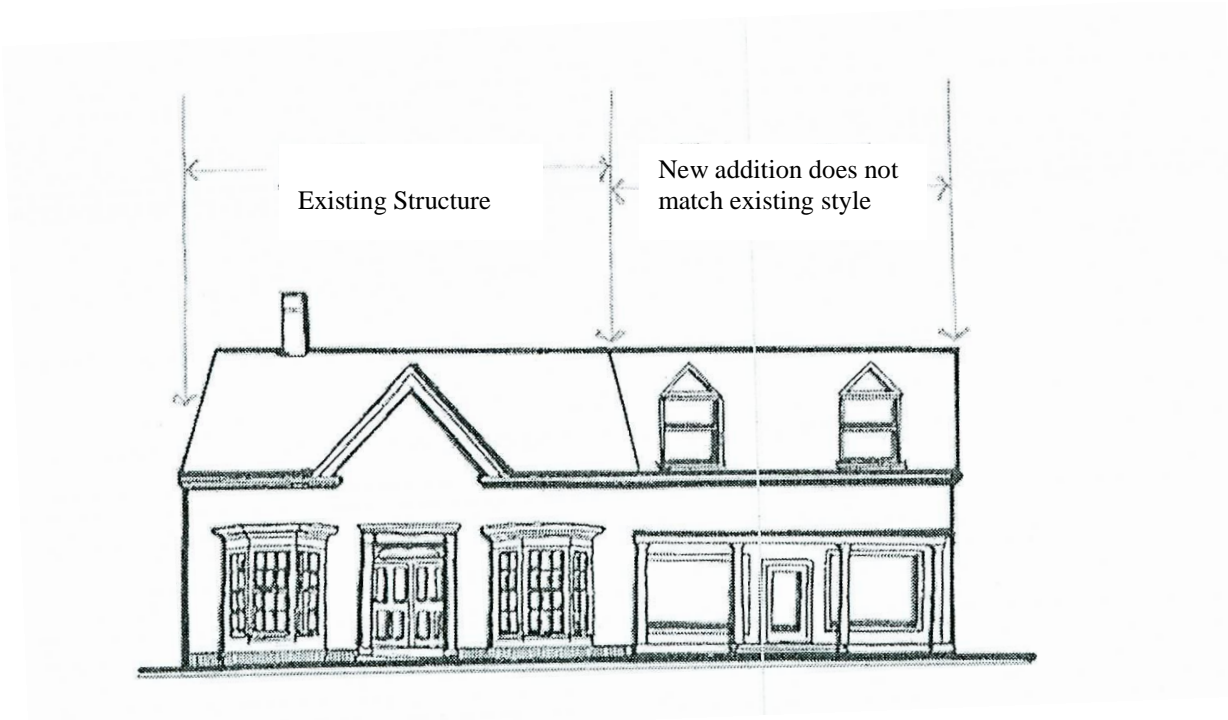 Existing Structure
New addition does not
match existing style